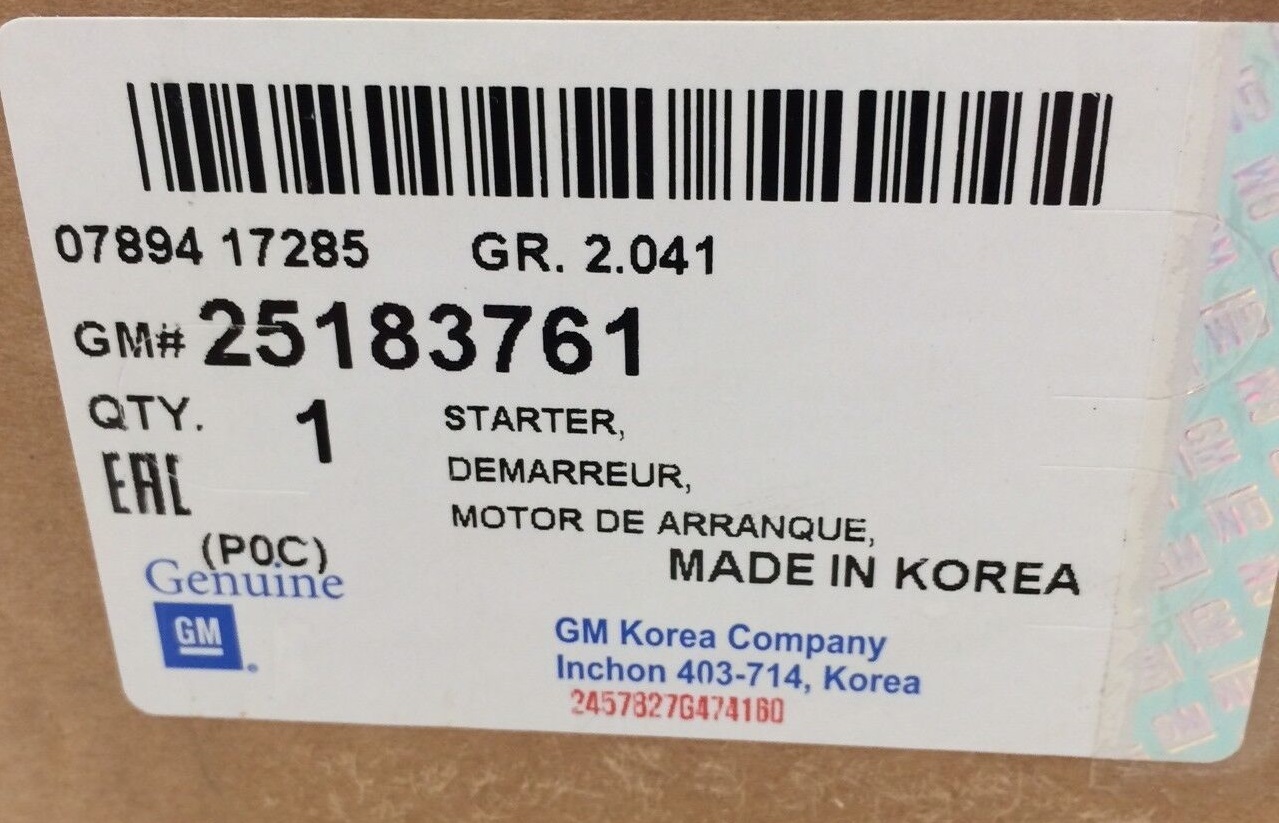 07894 17285 GR. 2.041
GM# 25183761
QTY. 1
STARTER,
EAC
DEMARREUR,
MOTOR DE ARRANQUE,
(POC)
MADE IN KOREA
Genuine
GM
GM Korea Company
Inchon 403-714, Korea
2457827G474160